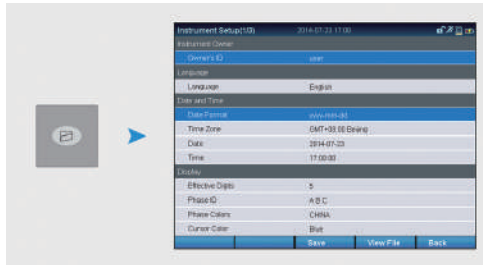 Instrument Setup(1/3) 2014-07-23 17:00
Instrument Owner
Owner's ID user
Language
Language English
Date and Time
Date Format yyyy-mm-dd
Time Zone GMT+08:00 Beijing
Date 2014-07-23
Time 17:00:00
Display
Effective Digits 5
Phase ID A B C
Phase Colors CHINA
Cursor Color Blue
Save View File Back